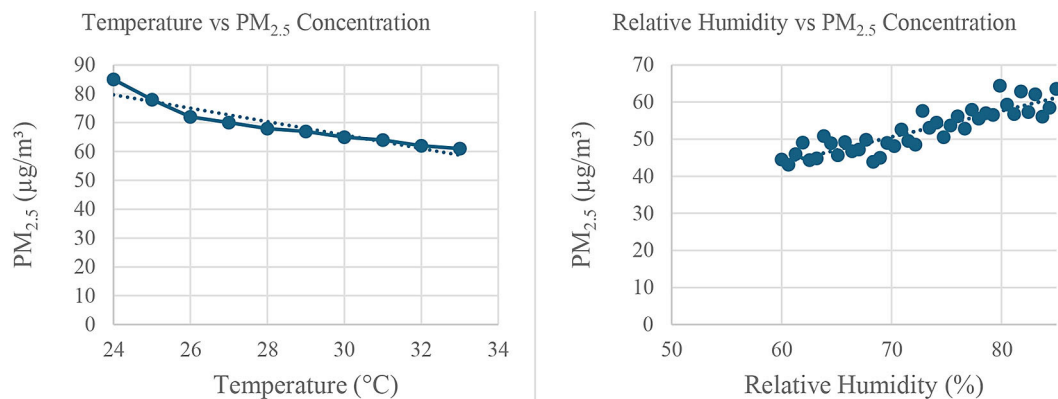 Temperature vs PM2.5 Concentration
90
80
70
60
50
40
30
20
10
0
PM2.5 (µg/m³)
24 26 28 30 32 34
Temperature (°C)
Relative Humidity vs PM2.5 Concentration
70
60
50
40
30
20
10
0
PM2.5 (µg/m³)
50 60 70 80
Relative Humidity (%)